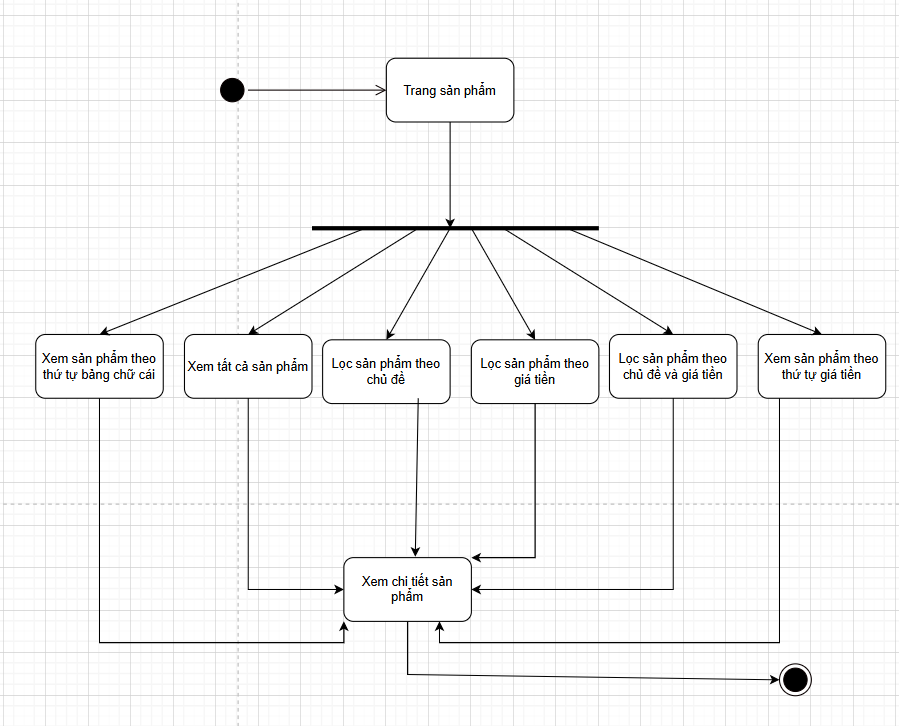 Trang sản phẩm
Xem sản phẩm theo
thứ tự bảng chữ cái
Xem tất cả sản phẩm
Lọc sản phẩm theo
chủ đề
Lọc sản phẩm theo
giá tiền
Lọc sản phẩm theo
chủ đề và giá tiền
Xem sản phẩm theo
thứ tự giá tiền
Xem chi tiết sản
phẩm